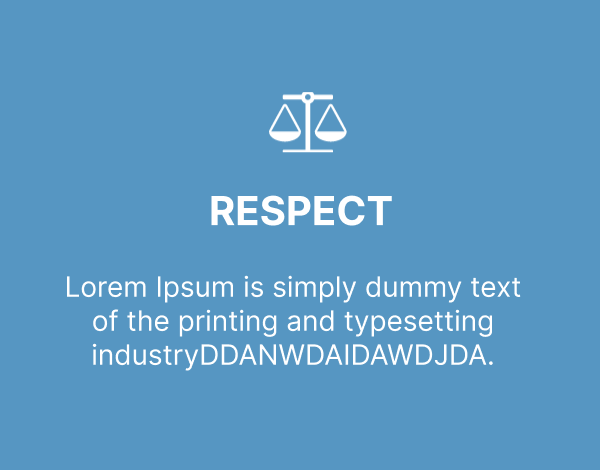 RESPECT
Lorem Ipsum is simply dummy text
of the printing and typesetting
industryDDANWDAIDAWDJDA.